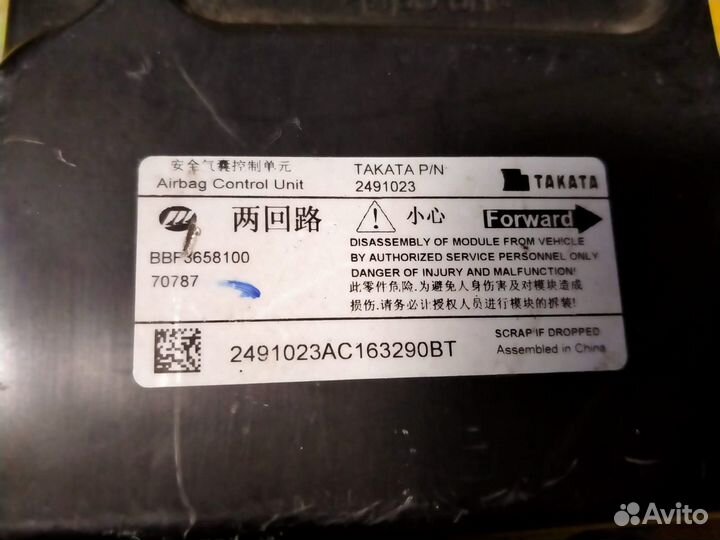 安全气囊控制单元
Airbag Control Unit
TAKATA P/N
2491023
TAKATA
两回路
小心
Forward
BBF3658100
70787
DISASSEMBLY OF MODULE FROM VEHICLE
BY AUTHORIZED SERVICE PERSONNEL ONLY
DANGER OF INJURY AND MALFUNCTION!
此零件危险.为避免人身伤害及对模块造成
损伤.请务必让授权人员进行模块的拆装!
2491023AC163290BT
SCRAP IF DROPPED
Assembled in China
Avito